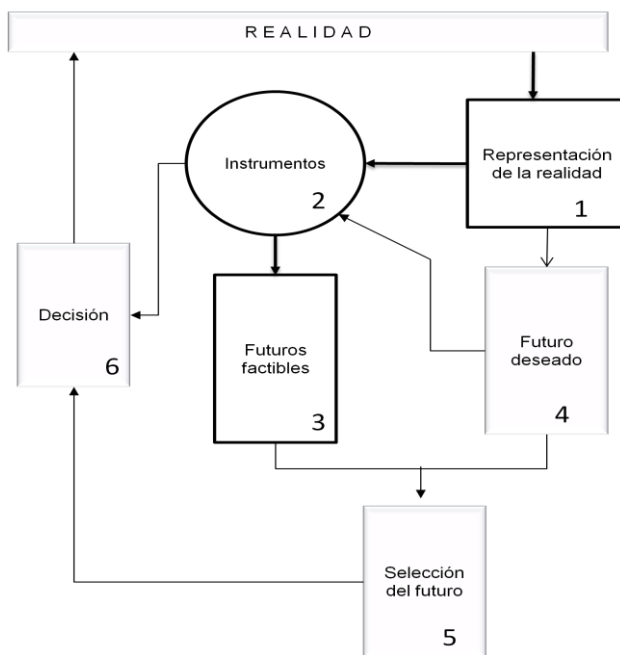 REALIDAD
Instrumentos
2
Representación
de la realidad
1
Decisión
6
Futuros
factibles
3
Futuro
deseado
4
Selección
del futuro
5